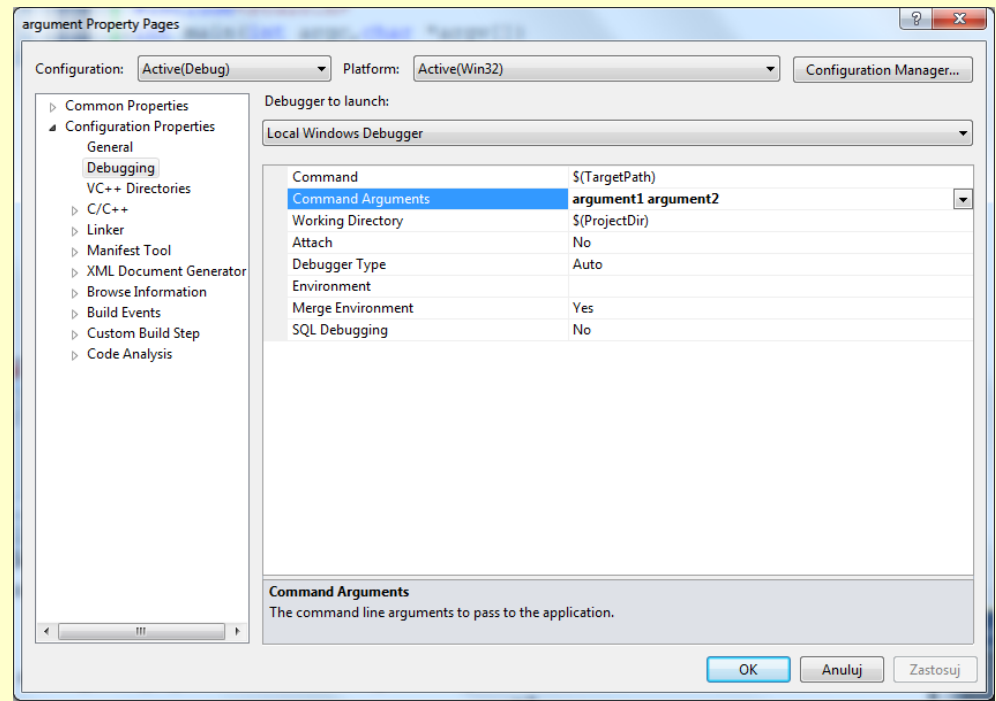 argument Property Pages
Configuration: Active(Debug) Platform: Active(Win32) Configuration Manager...
Common Properties
Configuration Properties
General
Debugging
VC++ Directories
C/C++
Linker
Manifest Tool
XML Document Generator
Browse Information
Build Events
Custom Build Step
Code Analysis
Debugger to launch:
Local Windows Debugger
Command $(TargetPath)
Command Arguments argument1 argument2
Working Directory $(ProjectDir)
Attach No
Debugger Type Auto
Environment
Merge Environment Yes
SQL Debugging No
Command Arguments
The command line arguments to pass to the application.
OK Anuluj Zastosuj